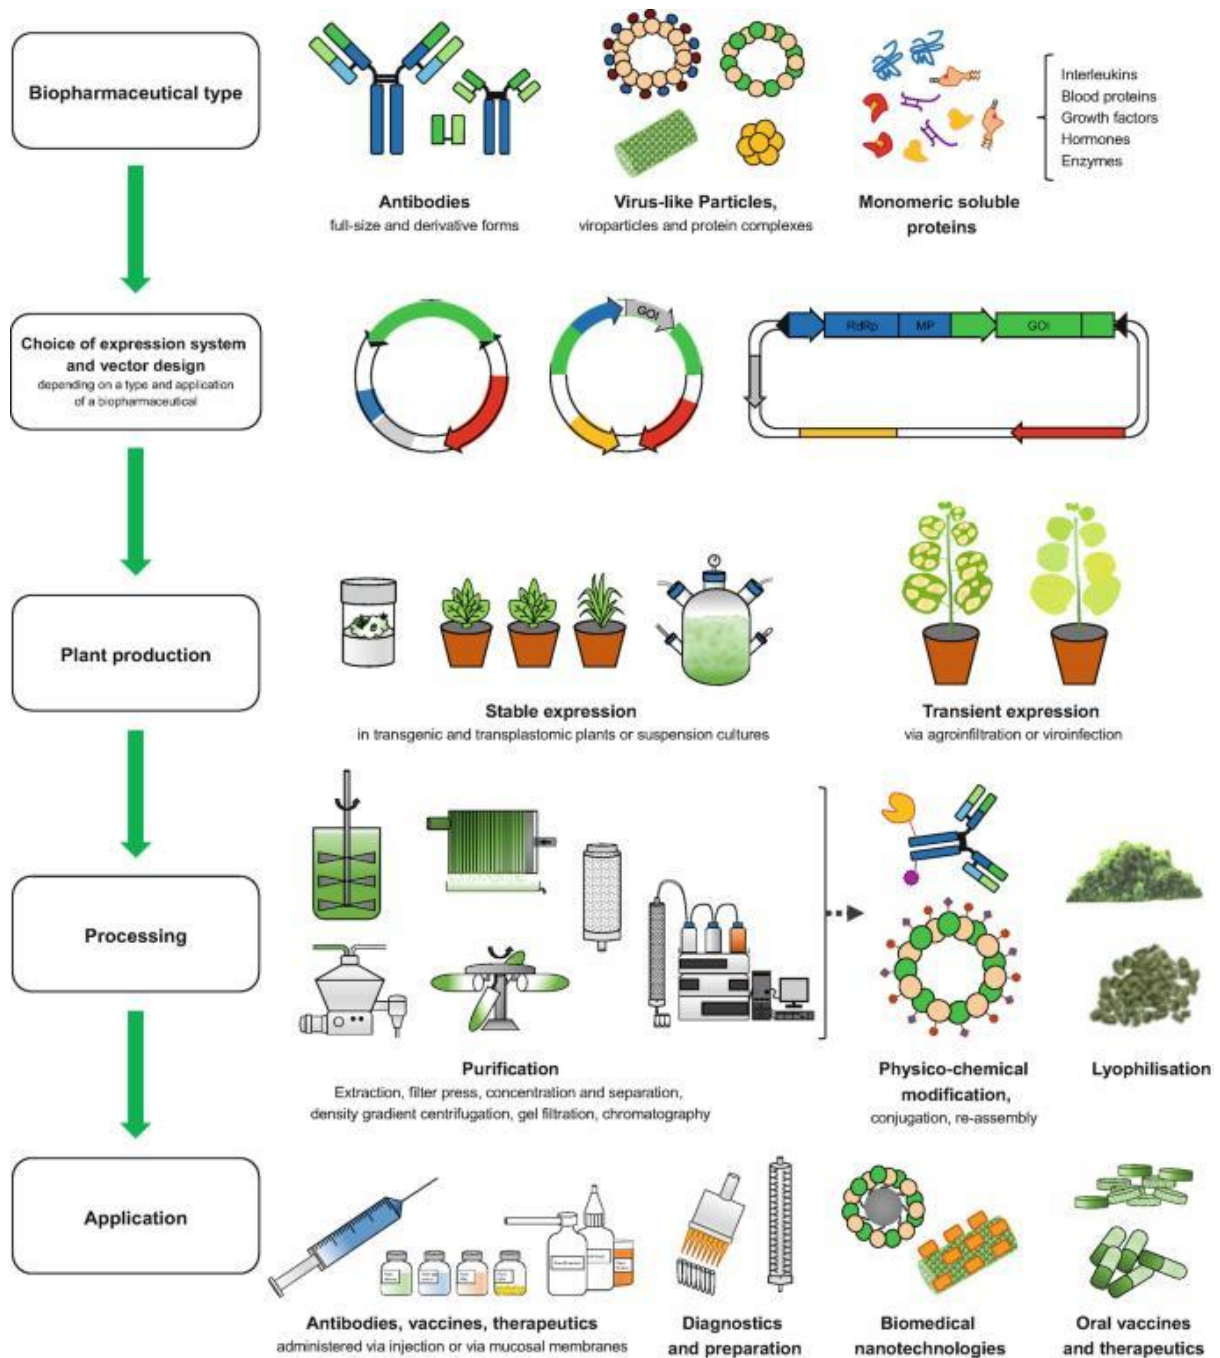 Biopharmaceutical type
Interleukins
Blood proteins
Growth factors
Hormones
Enzymes
Antibodies
full-size and derivative forms
Virus-like Particles,
viroparticles and protein complexes
Monomeric soluble
proteins
Choice of expression system
and vector design
depending on a type and application
of a biopharmaceutical
GOI
RdRp
MP
GOI
Plant production
Stable expression
in transgenic and transplastomic plants or suspension cultures
Transient expression
via agroinfiltration or viroinfection
Processing
Purification
Extraction, filter press, concentration and separation,
density gradient centrifugation, gel filtration, chromatography
Physico-chemical
modification,
conjugation, re-assembly
Lyophilisation
Application
Antibodies, vaccines, therapeutics
administered via injection or via mucosal membranes
Diagnostics
and preparation
Biomedical
nanotechnologies
Oral vaccines
and therapeutics